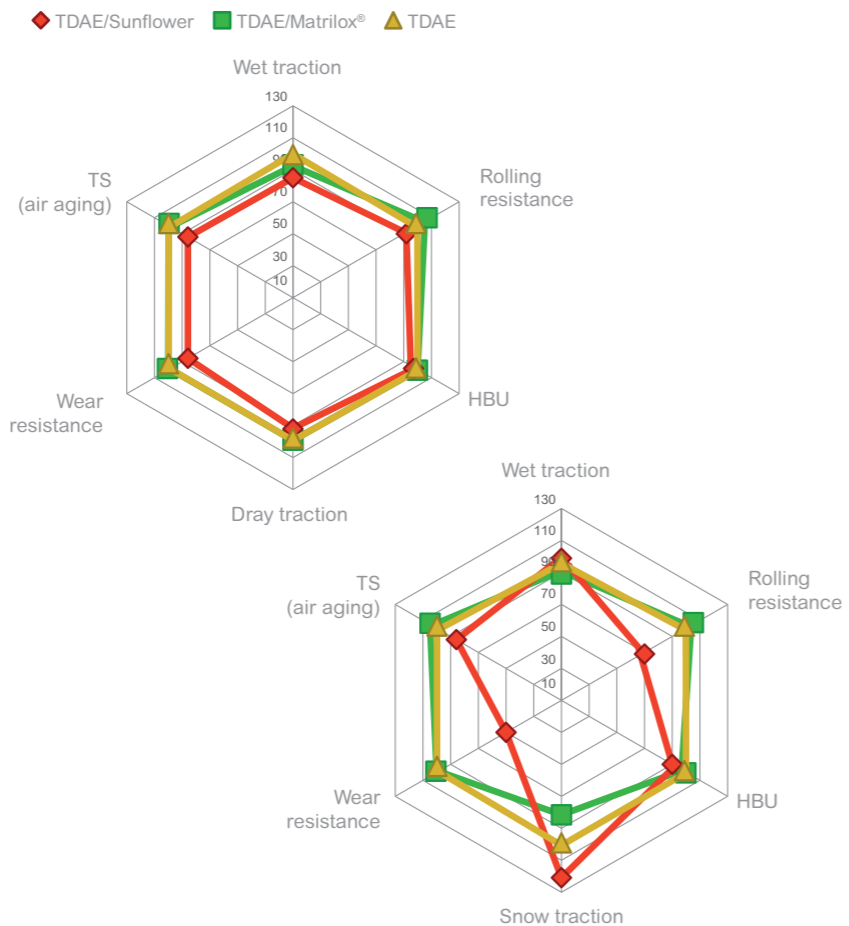 TDAE/Sunflower TDAE/Matrilox® TDAE
Wet traction
130
110
90
70
50
30
10
TS
(air aging)
Rolling
resistance
Wear
resistance
HBU
Dray traction
Wet traction
130
110
90
70
50
30
10
TS
(air aging)
Rolling
resistance
Wear
resistance
HBU
Snow traction